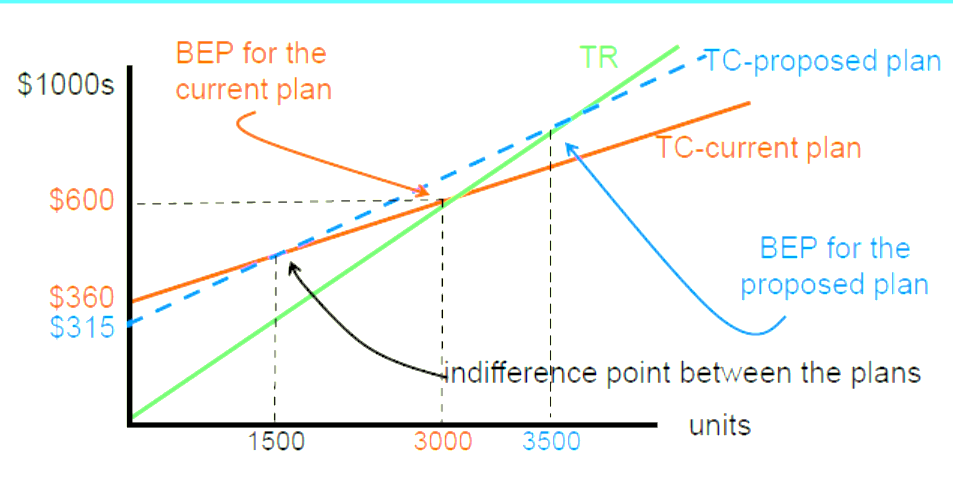 BEP for the
current plan
TR
TC-proposed plan
$1000s
TC-current plan
$600
BEP for the
proposed plan
$360
$315
indifference point between the plans
units
1500
3000
3500